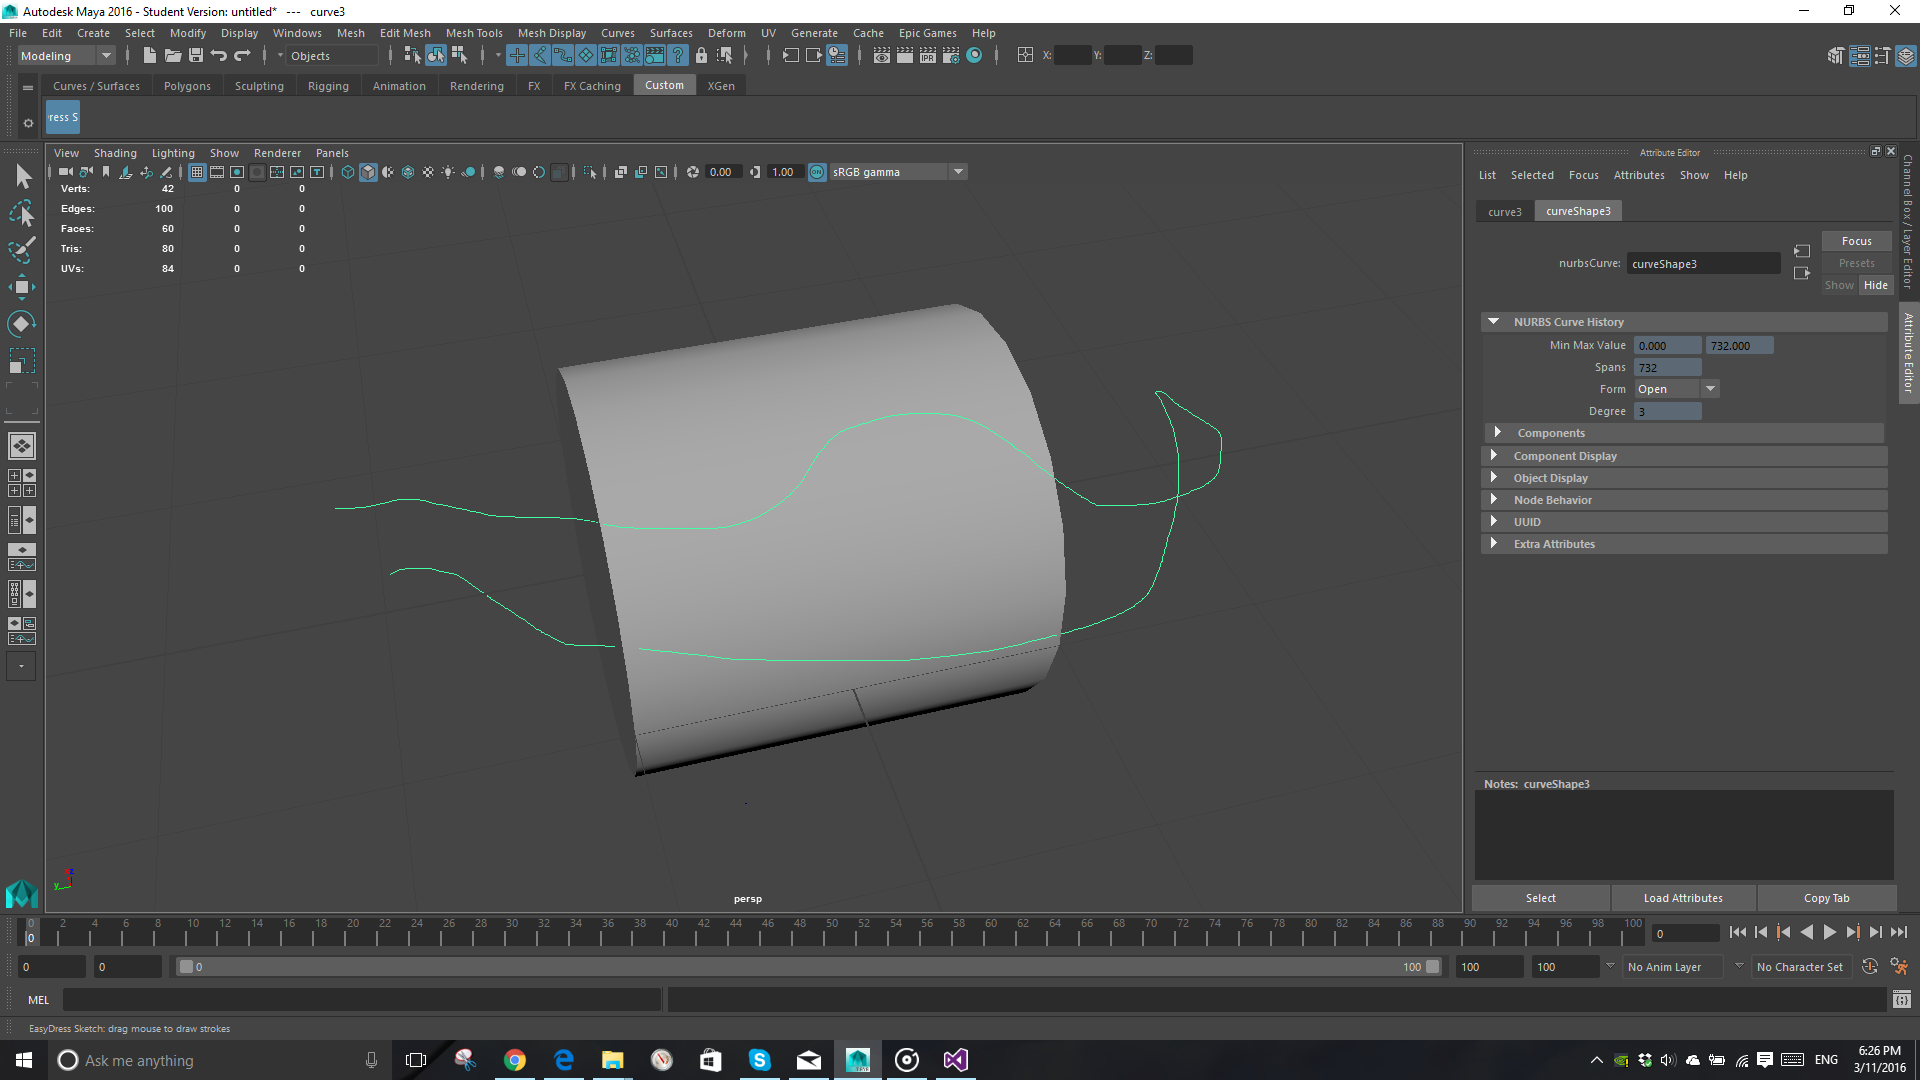 Autodesk Maya 2016 - Student Version: untitled* --- curve3
File Edit Create Select Modify Display Windows Mesh Edit Mesh Mesh Tools Mesh Display Curves Surfaces Deform UV Generate Cache Epic Games Help
Modeling Objects IPR X: Y: Z:
Curves / Surfaces Polygons Sculpting Rigging Animation Rendering FX FX Caching Custom XGen
ress S
View Shading Lighting Show Renderer Panels
0.00 1.00 ON sRGB gamma
Verts: 42 0 0
Edges: 100 0 0
Faces: 60 0 0
Tris: 80 0 0
UVs: 84 0 0
persp
Attribute Editor
List Selected Focus Attributes Show Help
curve3 curveShape3
Focus
nurbsCurve: curveShape3
Presets
Show Hide
NURBS Curve History
Min Max Value 0.000 732.000
Spans 732
Form Open
Degree 3
Components
Component Display
Object Display
Node Behavior
UUID
Extra Attributes
Notes: curveShape3
Select Load Attributes Copy Tab
Channel Box / Layer Editor
Attribute Editor
0 2 4 6 8 10 12 14 16 18 20 22 24 26 28 30 32 34 36 38 40 42 44 46 48 50 52 54 56 58 60 62 64 66 68 70 72 74 76 78 80 82 84 86 88 90 92 94 96 98 100
0 0
0 0 0 100 100 100 No Anim Layer No Character Set
MEL
EasyDress Sketch: drag mouse to draw strokes
Ask me anything
ENG
6:26 PM
3/11/2016